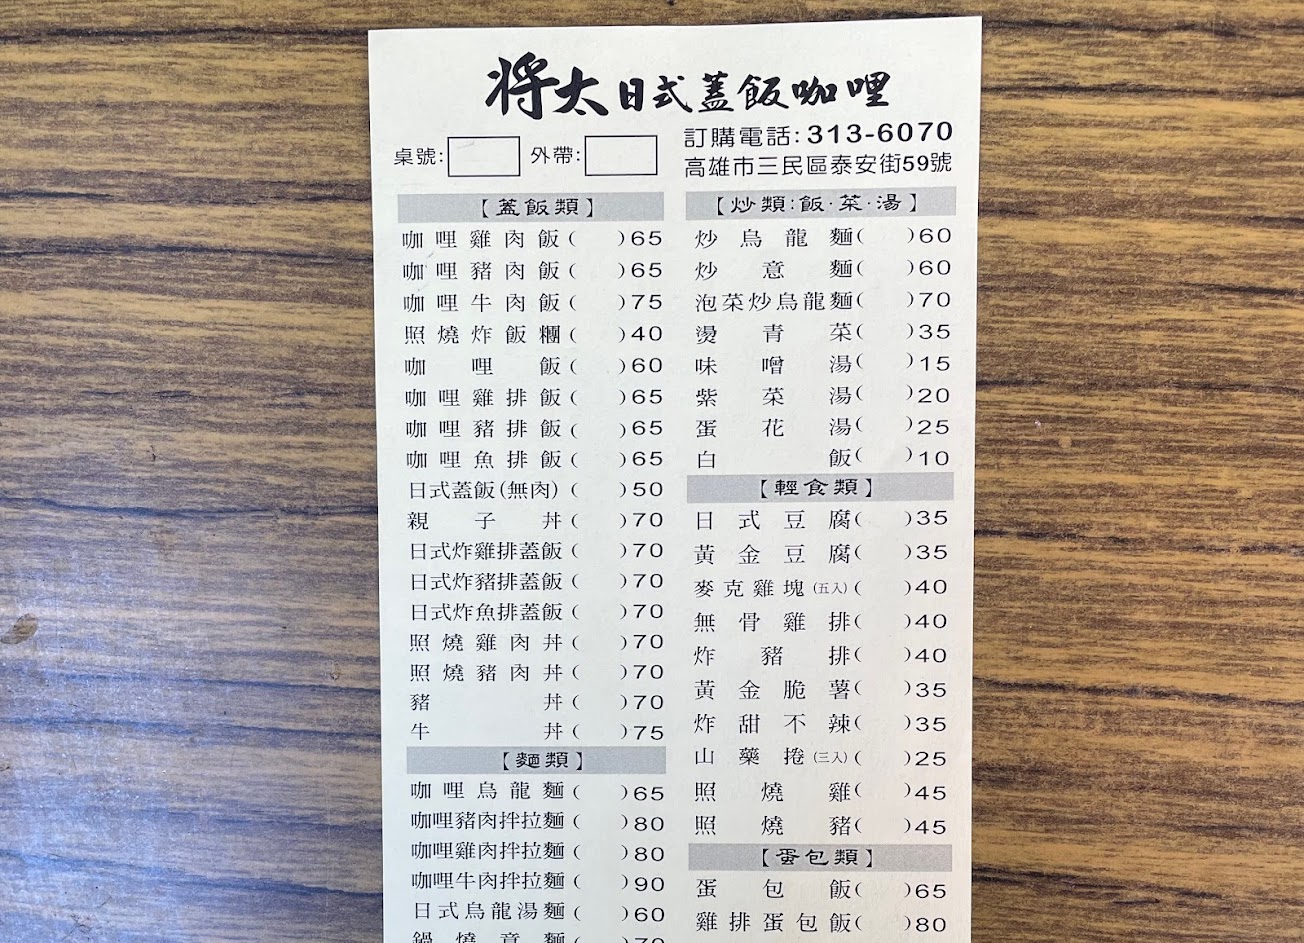 將太日式蓋飯咖哩
桌號: 外帶:
訂購電話:313-6070
高雄市三民區泰安街59號
【蓋飯類】
咖哩雞肉飯( )65
咖哩豬肉飯( )65
咖哩牛肉飯( )75
照燒炸飯糰( )40
咖哩飯( )60
咖哩雞排飯( )65
咖哩豬排飯( )65
咖哩魚排飯( )65
日式蓋飯(無肉)( )50
親子丼( )70
日式炸雞排蓋飯( )70
日式炸豬排蓋飯( )70
日式炸魚排蓋飯( )70
照燒雞肉丼( )70
照燒豬肉丼( )70
豬丼( )70
牛丼( )75
【麵類】
咖哩烏龍麵( )65
咖哩豬肉拌拉麵( )80
咖哩雞肉拌拉麵( )80
咖哩牛肉拌拉麵( )90
日式烏龍湯麵( )60
鍋燒意麵( )70
【炒類:飯·菜·湯】
炒烏龍麵( )60
炒意麵( )60
泡菜炒烏龍麵( )70
燙青菜( )35
味噌湯( )15
紫菜湯( )20
蛋花湯( )25
白飯( )10
【輕食類】
日式豆腐( )35
黃金豆腐( )35
麥克雞塊(五入)( )40
無骨雞排( )40
炸豬排( )40
黃金脆薯( )35
炸甜不辣( )35
山藥捲(三入)( )25
照燒雞( )45
照燒豬( )45
【蛋包類】
蛋包飯( )65
雞排蛋包飯( )80